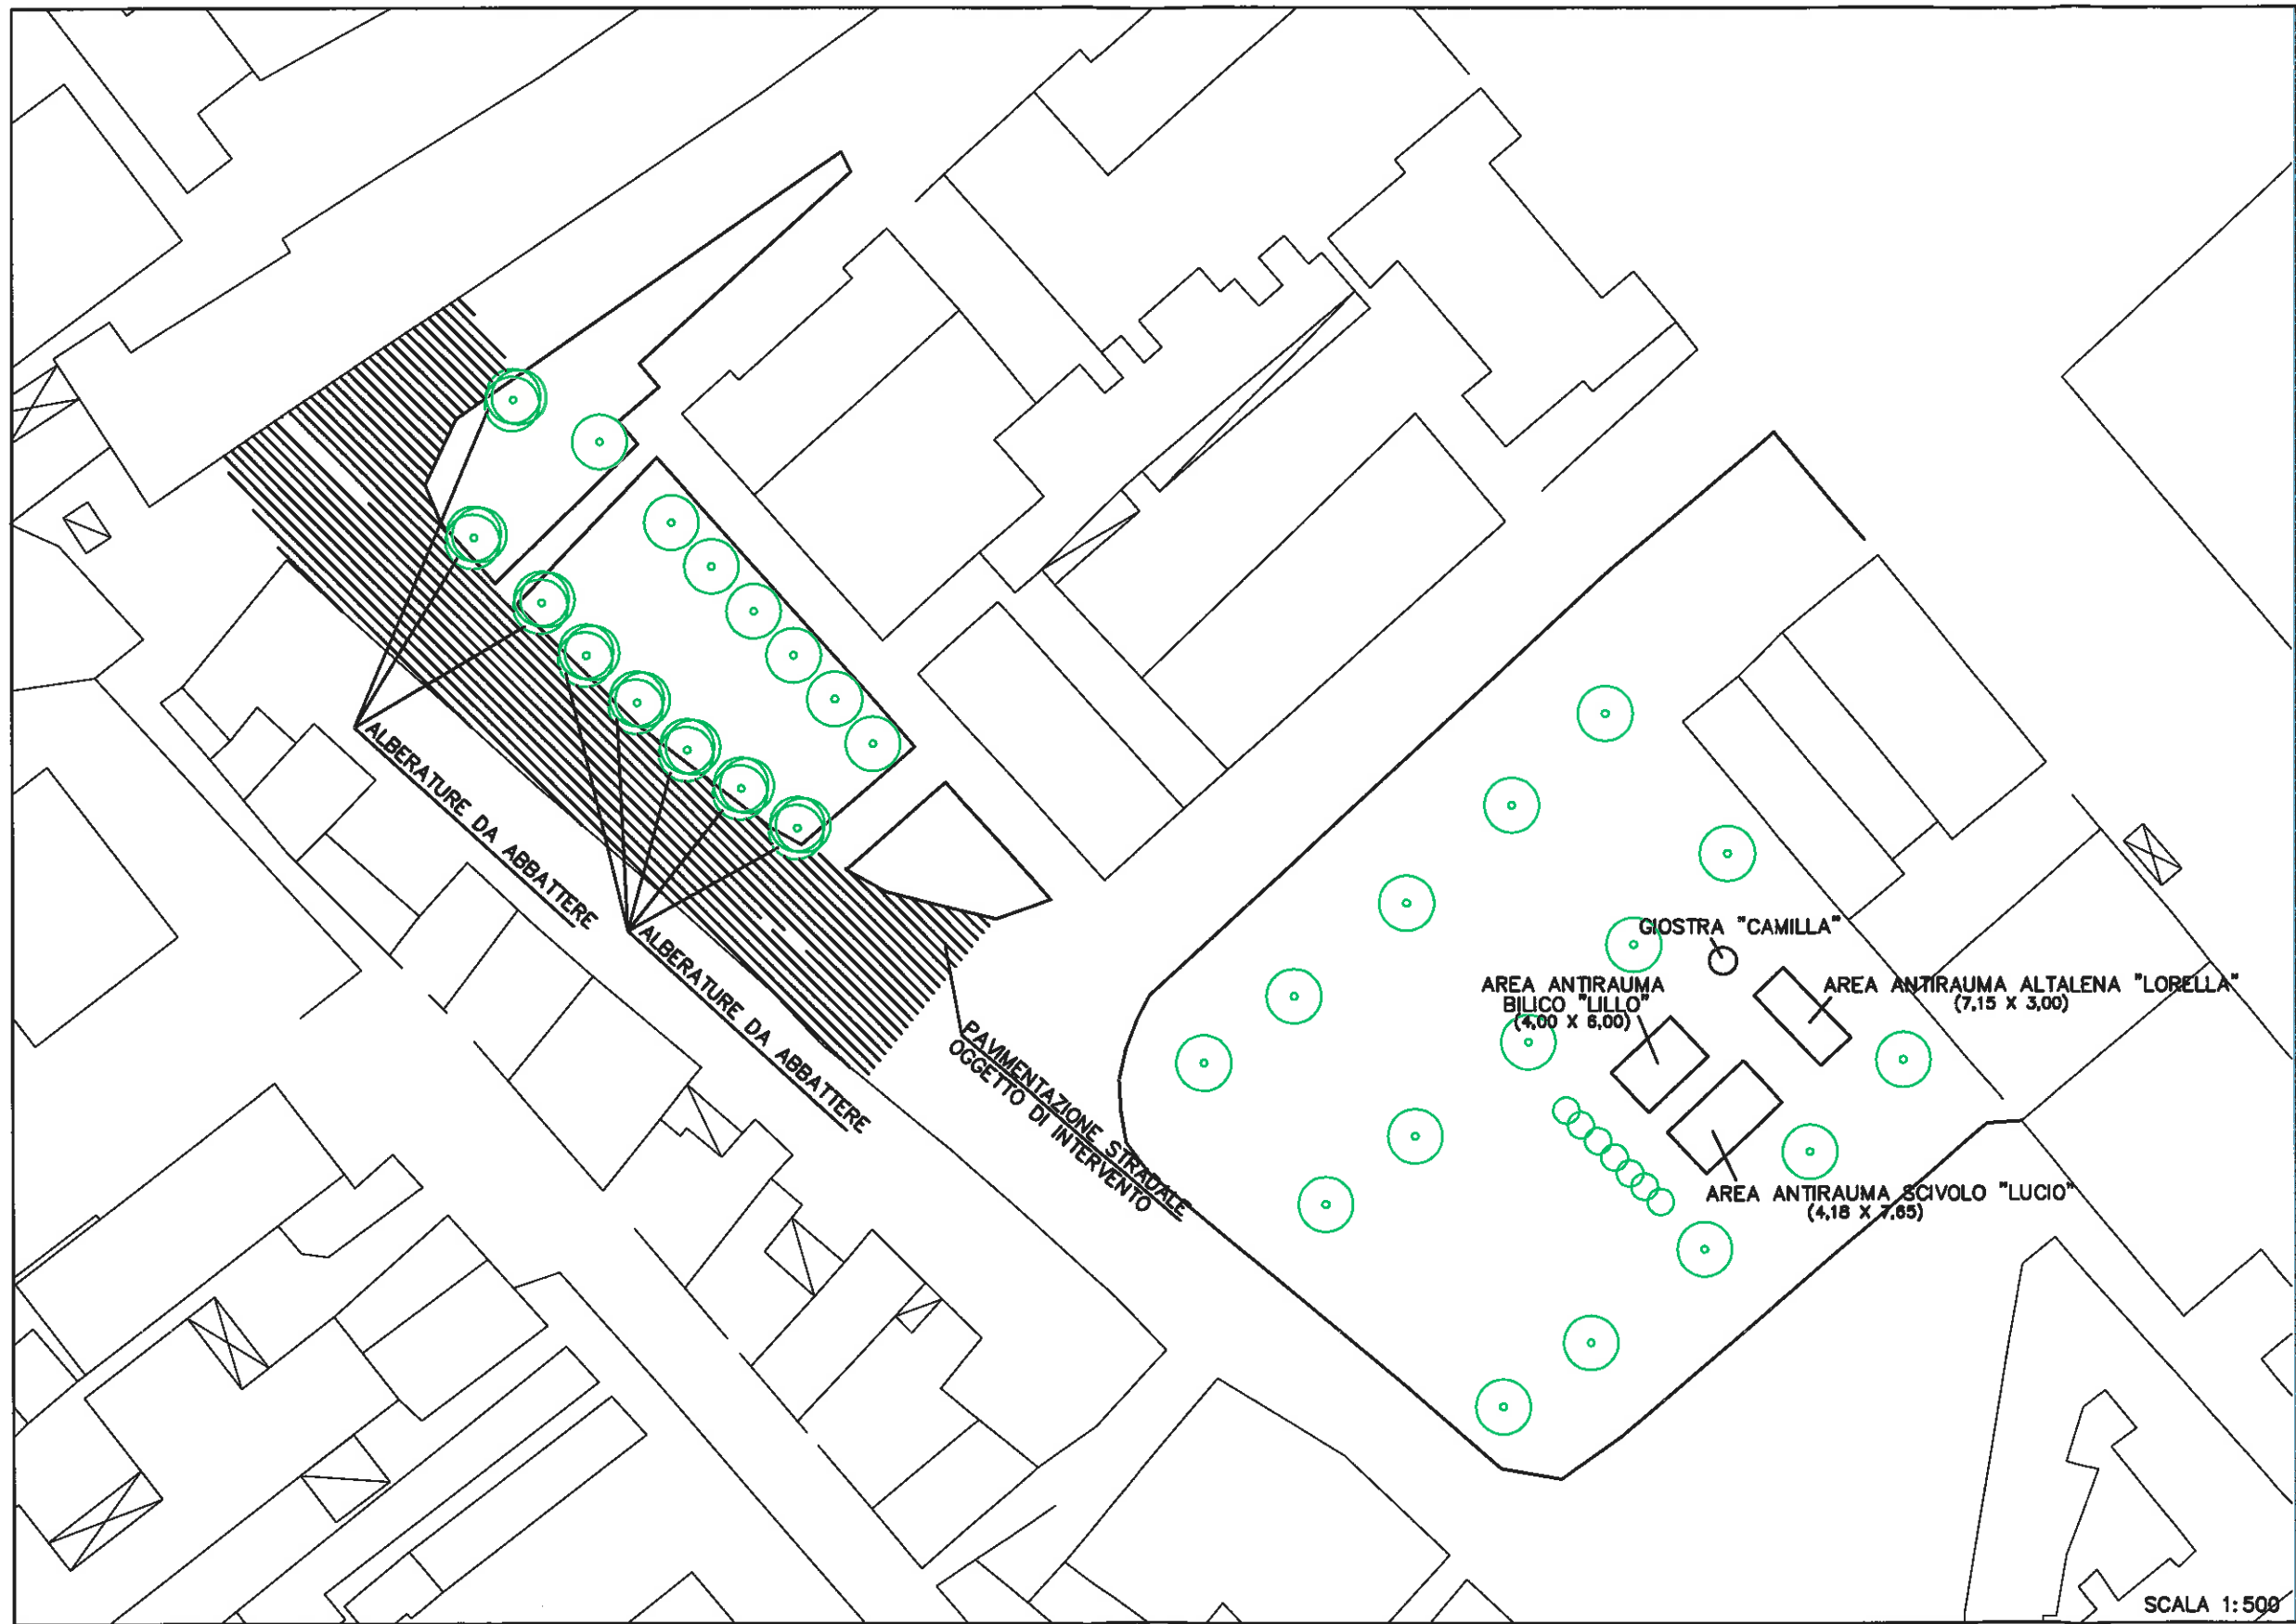 ALBERATURE DA ABBATTERE
ALBERATURE DA ABBATTERE
PAVIMENTAZIONE STRADALE
OGGETTO DI INTERVENTO
GIOSTRA "CAMILLA"
AREA ANTIRAUMA
BILICO "LILLO"
(4,00 X 6,00)
AREA ANTIRAUMA ALTALENA "LORELLA"
(7,15 X 3,00)
AREA ANTIRAUMA SCIVOLO "LUCIO"
(4,18 X 7,65)
SCALA 1:500